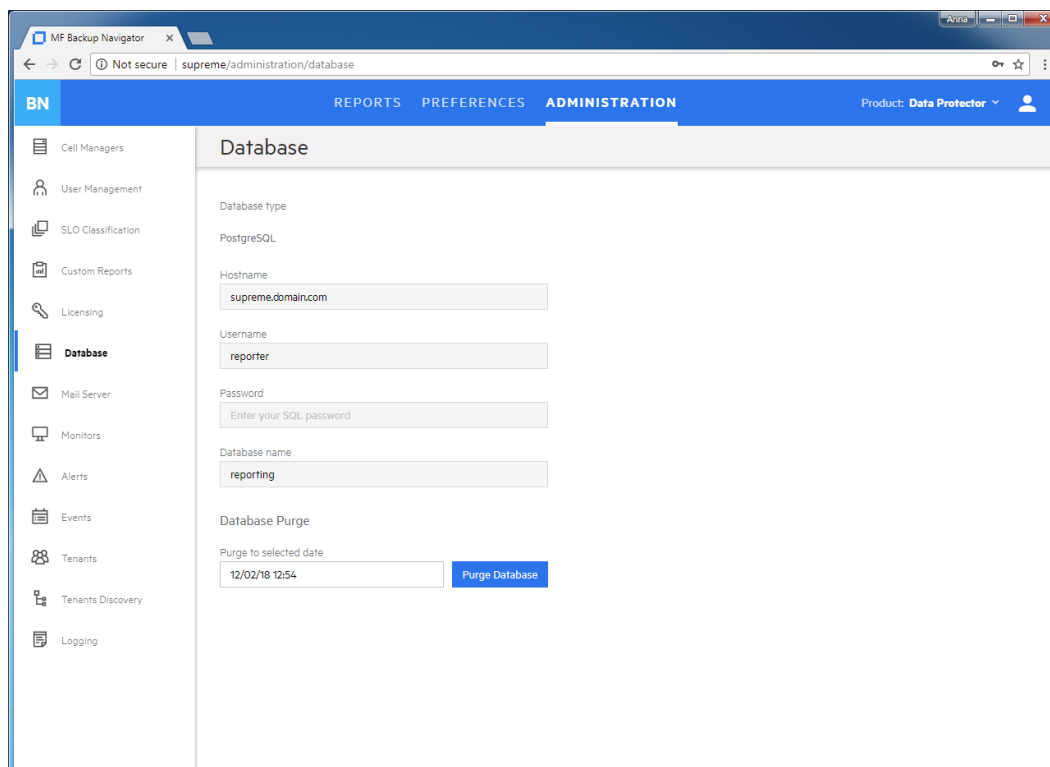 Anna
MF Backup Navigator
Not secure supreme/administration/database
BN REPORTS PREFERENCES ADMINISTRATION Product: Data Protector
Cell Managers
User Management
SLO Classification
Custom Reports
Licensing
Database
Mail Server
Monitors
Alerts
Events
Tenants
Tenants Discovery
Logging
Database
Database type
PostgreSQL
Hostname
supreme.domain.com
Username
reporter
Password
Enter your SQL password
Database name
reporting
Database Purge
Purge to selected date
12/02/18 12:54 Purge Database